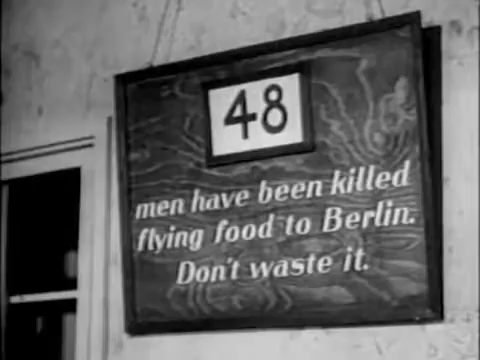 48
men have been killed
flying food to Berlin.
Don't waste it.